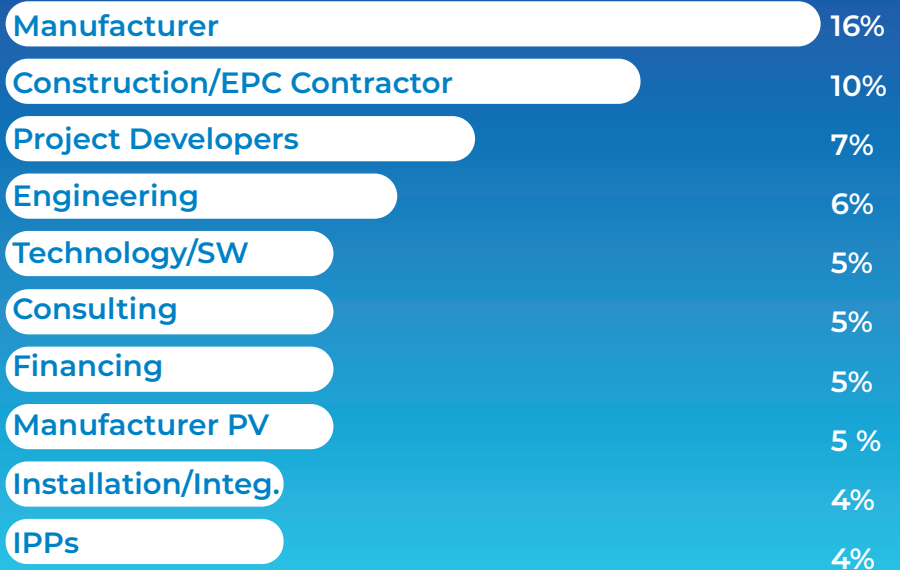 Manufacturer 16%
Construction/EPC Contractor 10%
Project Developers 7%
Engineering 6%
Technology/SW 5%
Consulting 5%
Financing 5%
Manufacturer PV 5 %
Installation/Integ. 4%
IPPs 4%